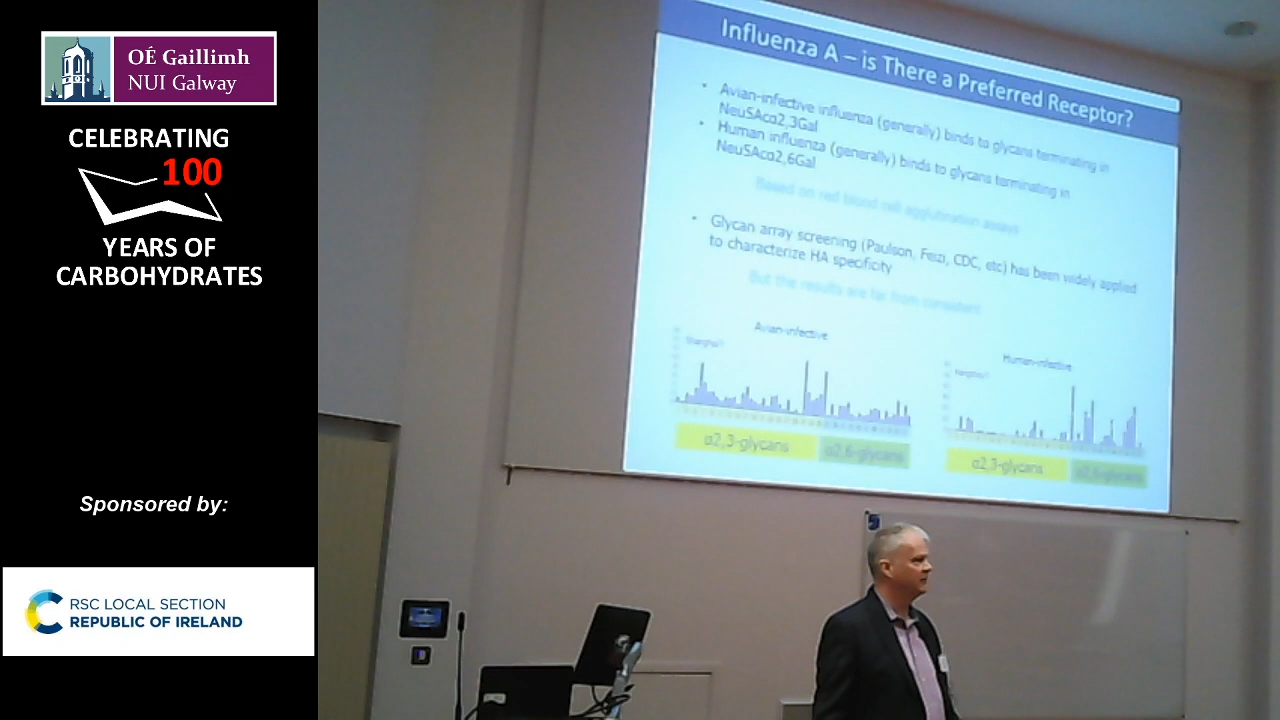 OÉ Gaillimh
NUI Galway
CELEBRATING
100
YEARS OF
CARBOHYDRATES
Sponsored by:
RSC LOCAL SECTION
REPUBLIC OF IRELAND
Influenza A – is There a Preferred Receptor?
• Avian-infective influenza (generally) binds to glycans terminating in
Neu5Acα2,3Gal
• Human influenza (generally) binds to glycans terminating in
Neu5Acα2,6Gal
Based on red blood cell agglutination assays
• Glycan array screening (Paulson, Feizi, CDC, etc) has been widely applied
to characterize HA specificity
But the results are far from consistent
Avian-infective
Human-infective
α2,3-glycans
α2,6-glycans
α2,3-glycans
α2,6-glycans